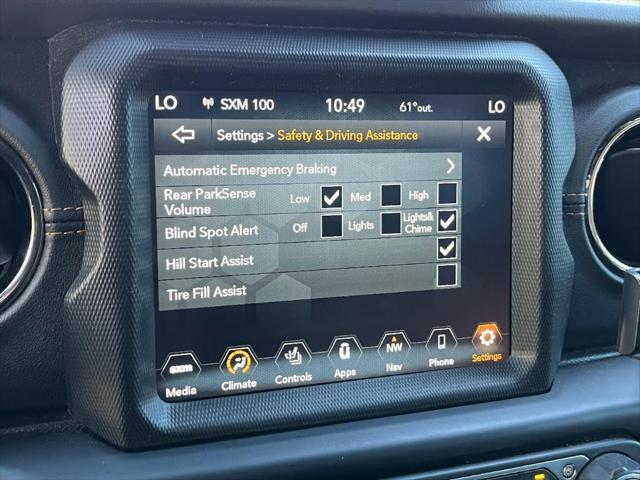 LO SXM 100 10:49 61°out. LO
Settings > Safety & Driving Assistance
Automatic Emergency Braking
Rear ParkSense Volume Low Med High
Blind Spot Alert Off Lights Lights& Chime
Hill Start Assist
Tire Fill Assist
NW
sxm
Media Climate Controls Apps Nav Phone Settings